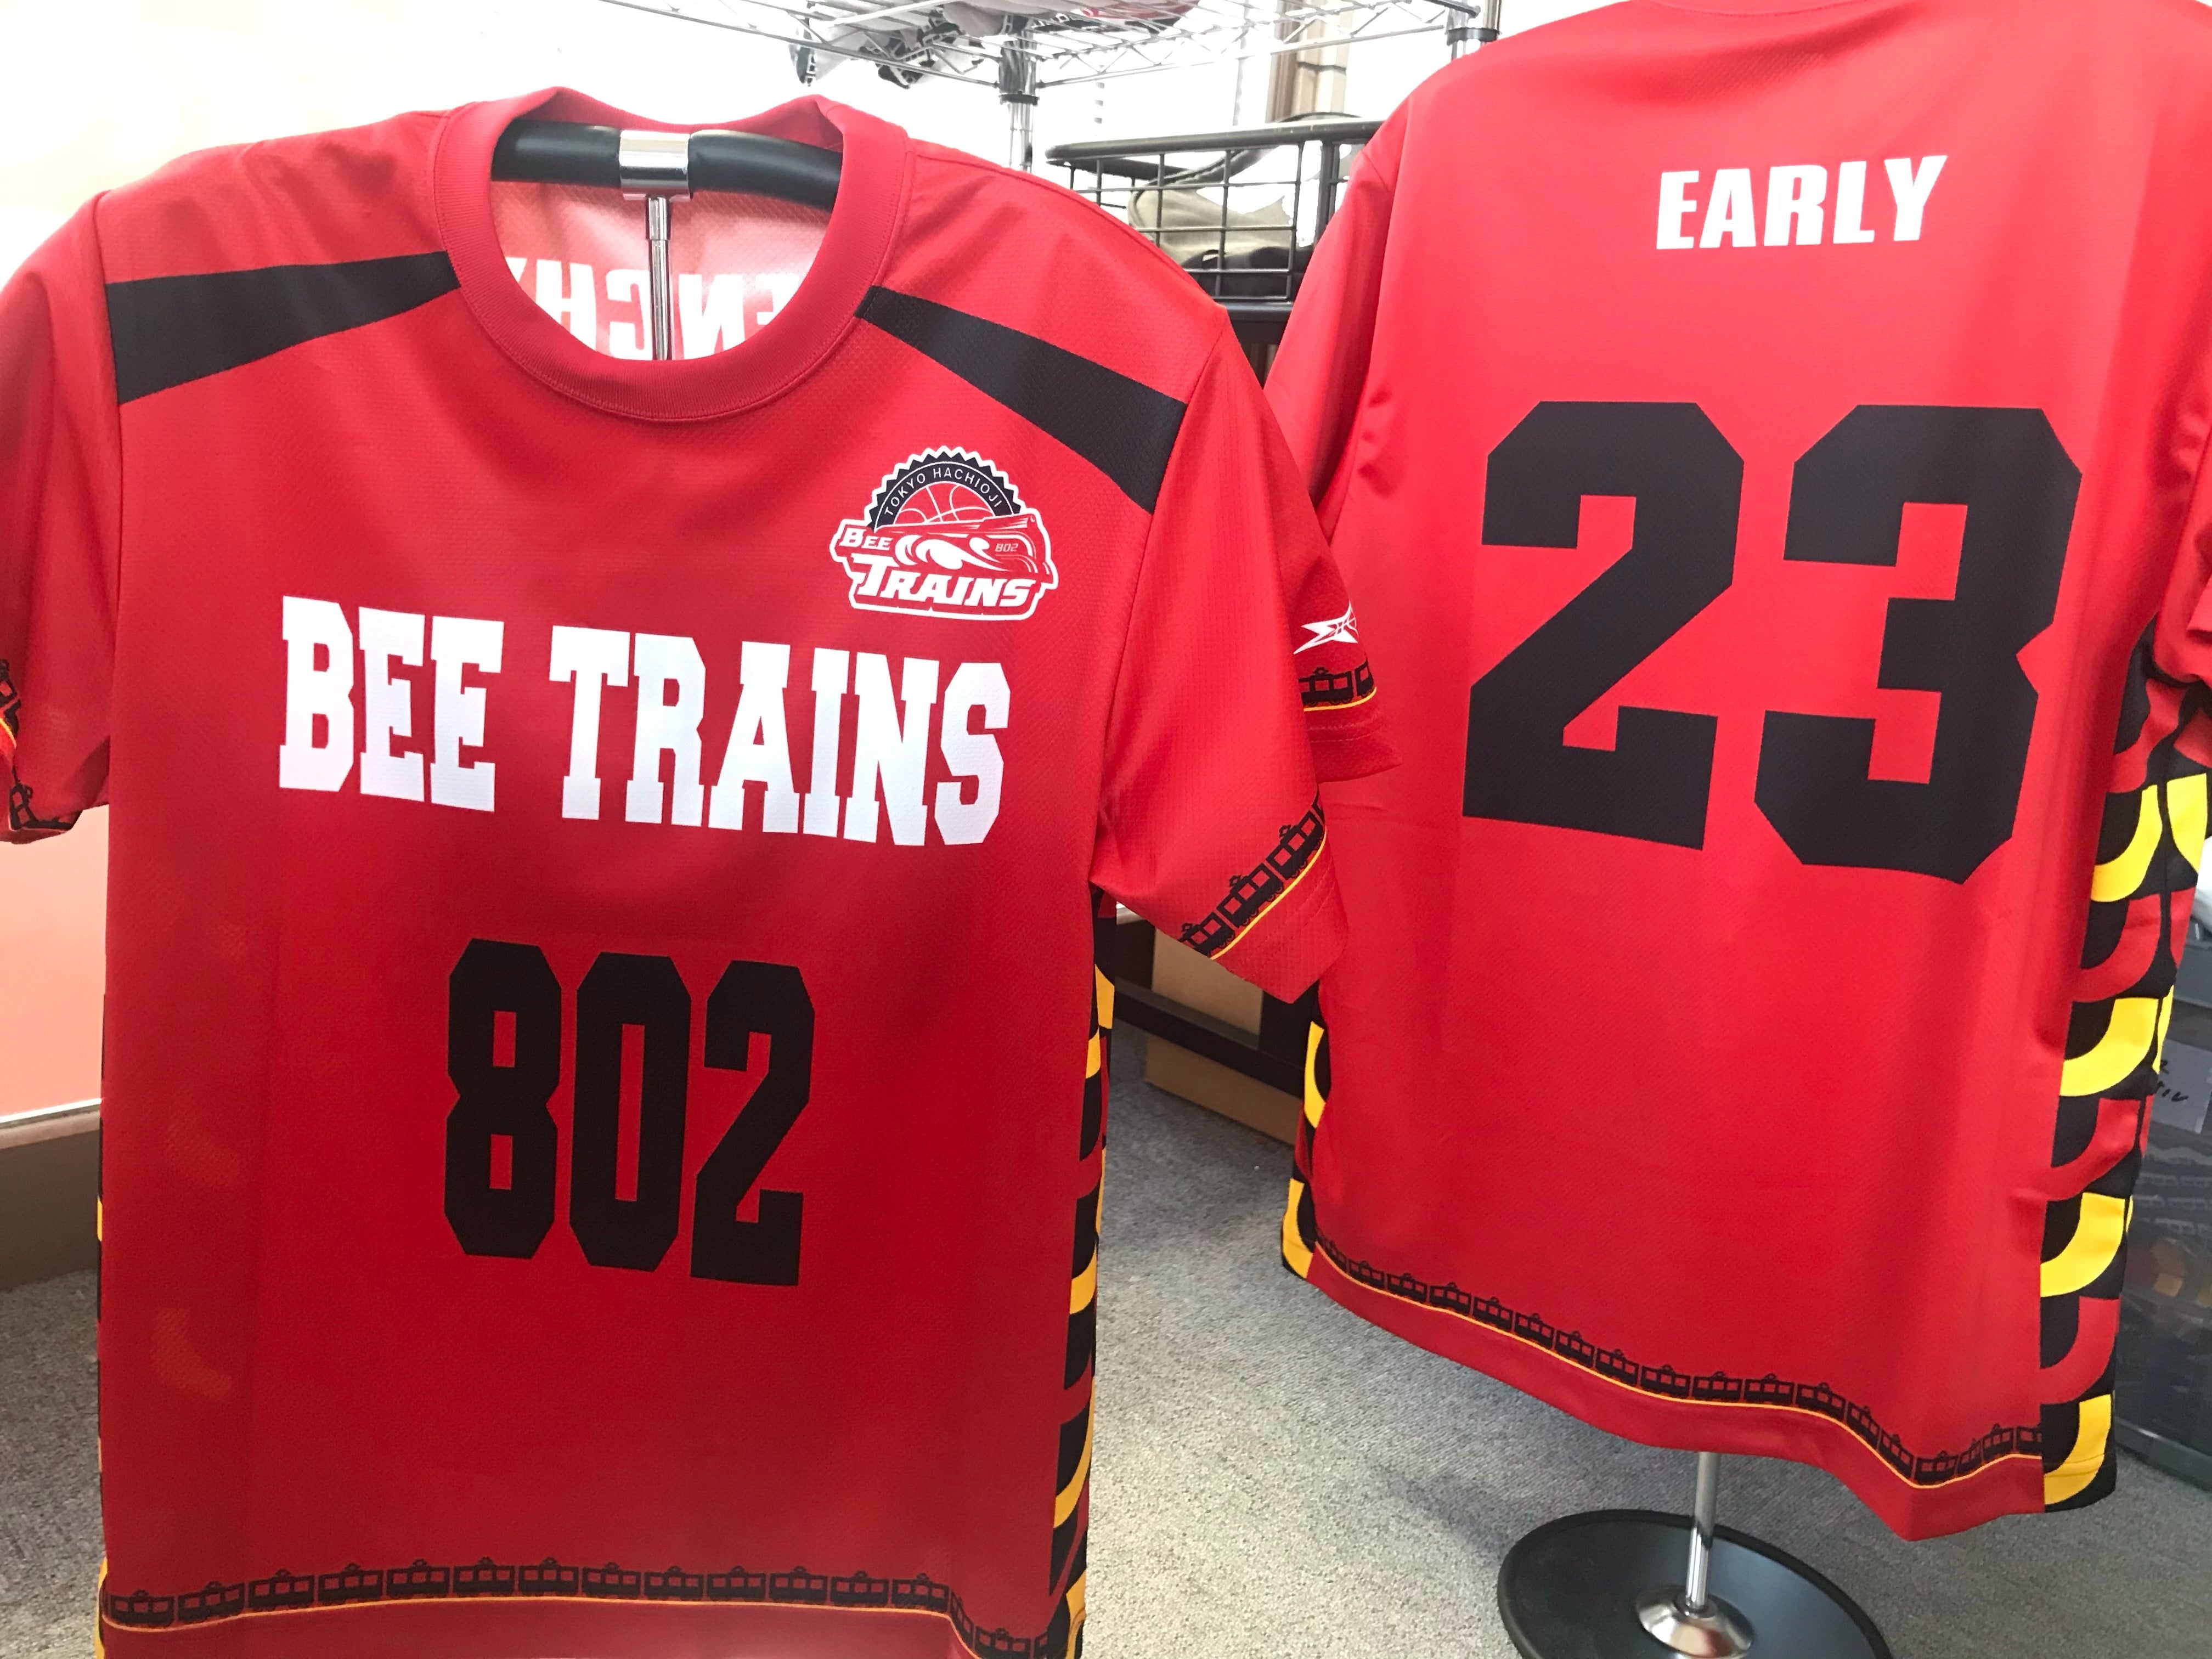 TOKYO HACHIOJI
BEE 802
TRAINS
BEE TRAINS
802
EARLY
23